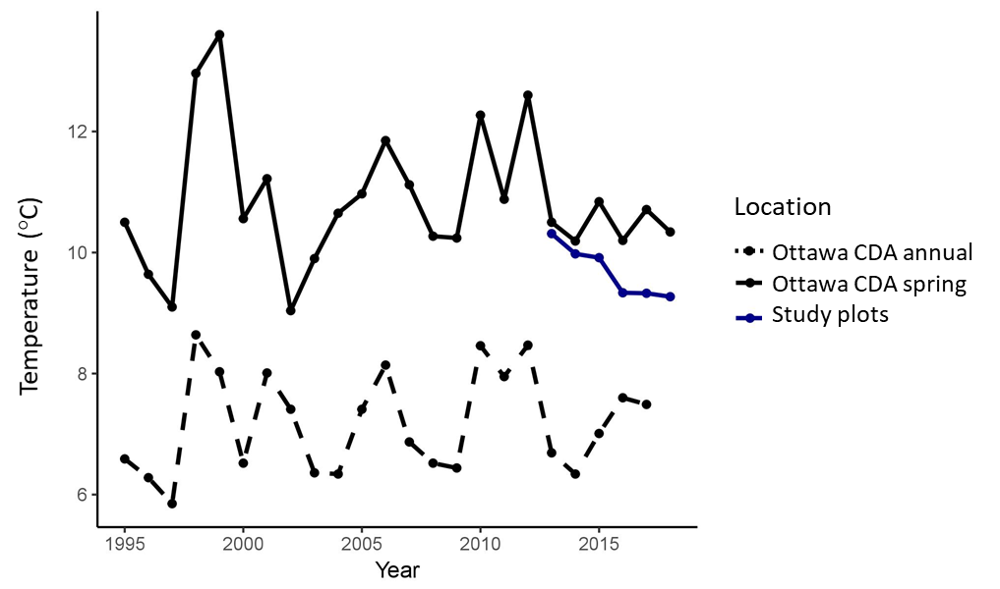 Temperature (°C)
12
10
8
6
1995 2000 2005 2010 2015
Year
Location
Ottawa CDA annual
Ottawa CDA spring
Study plots